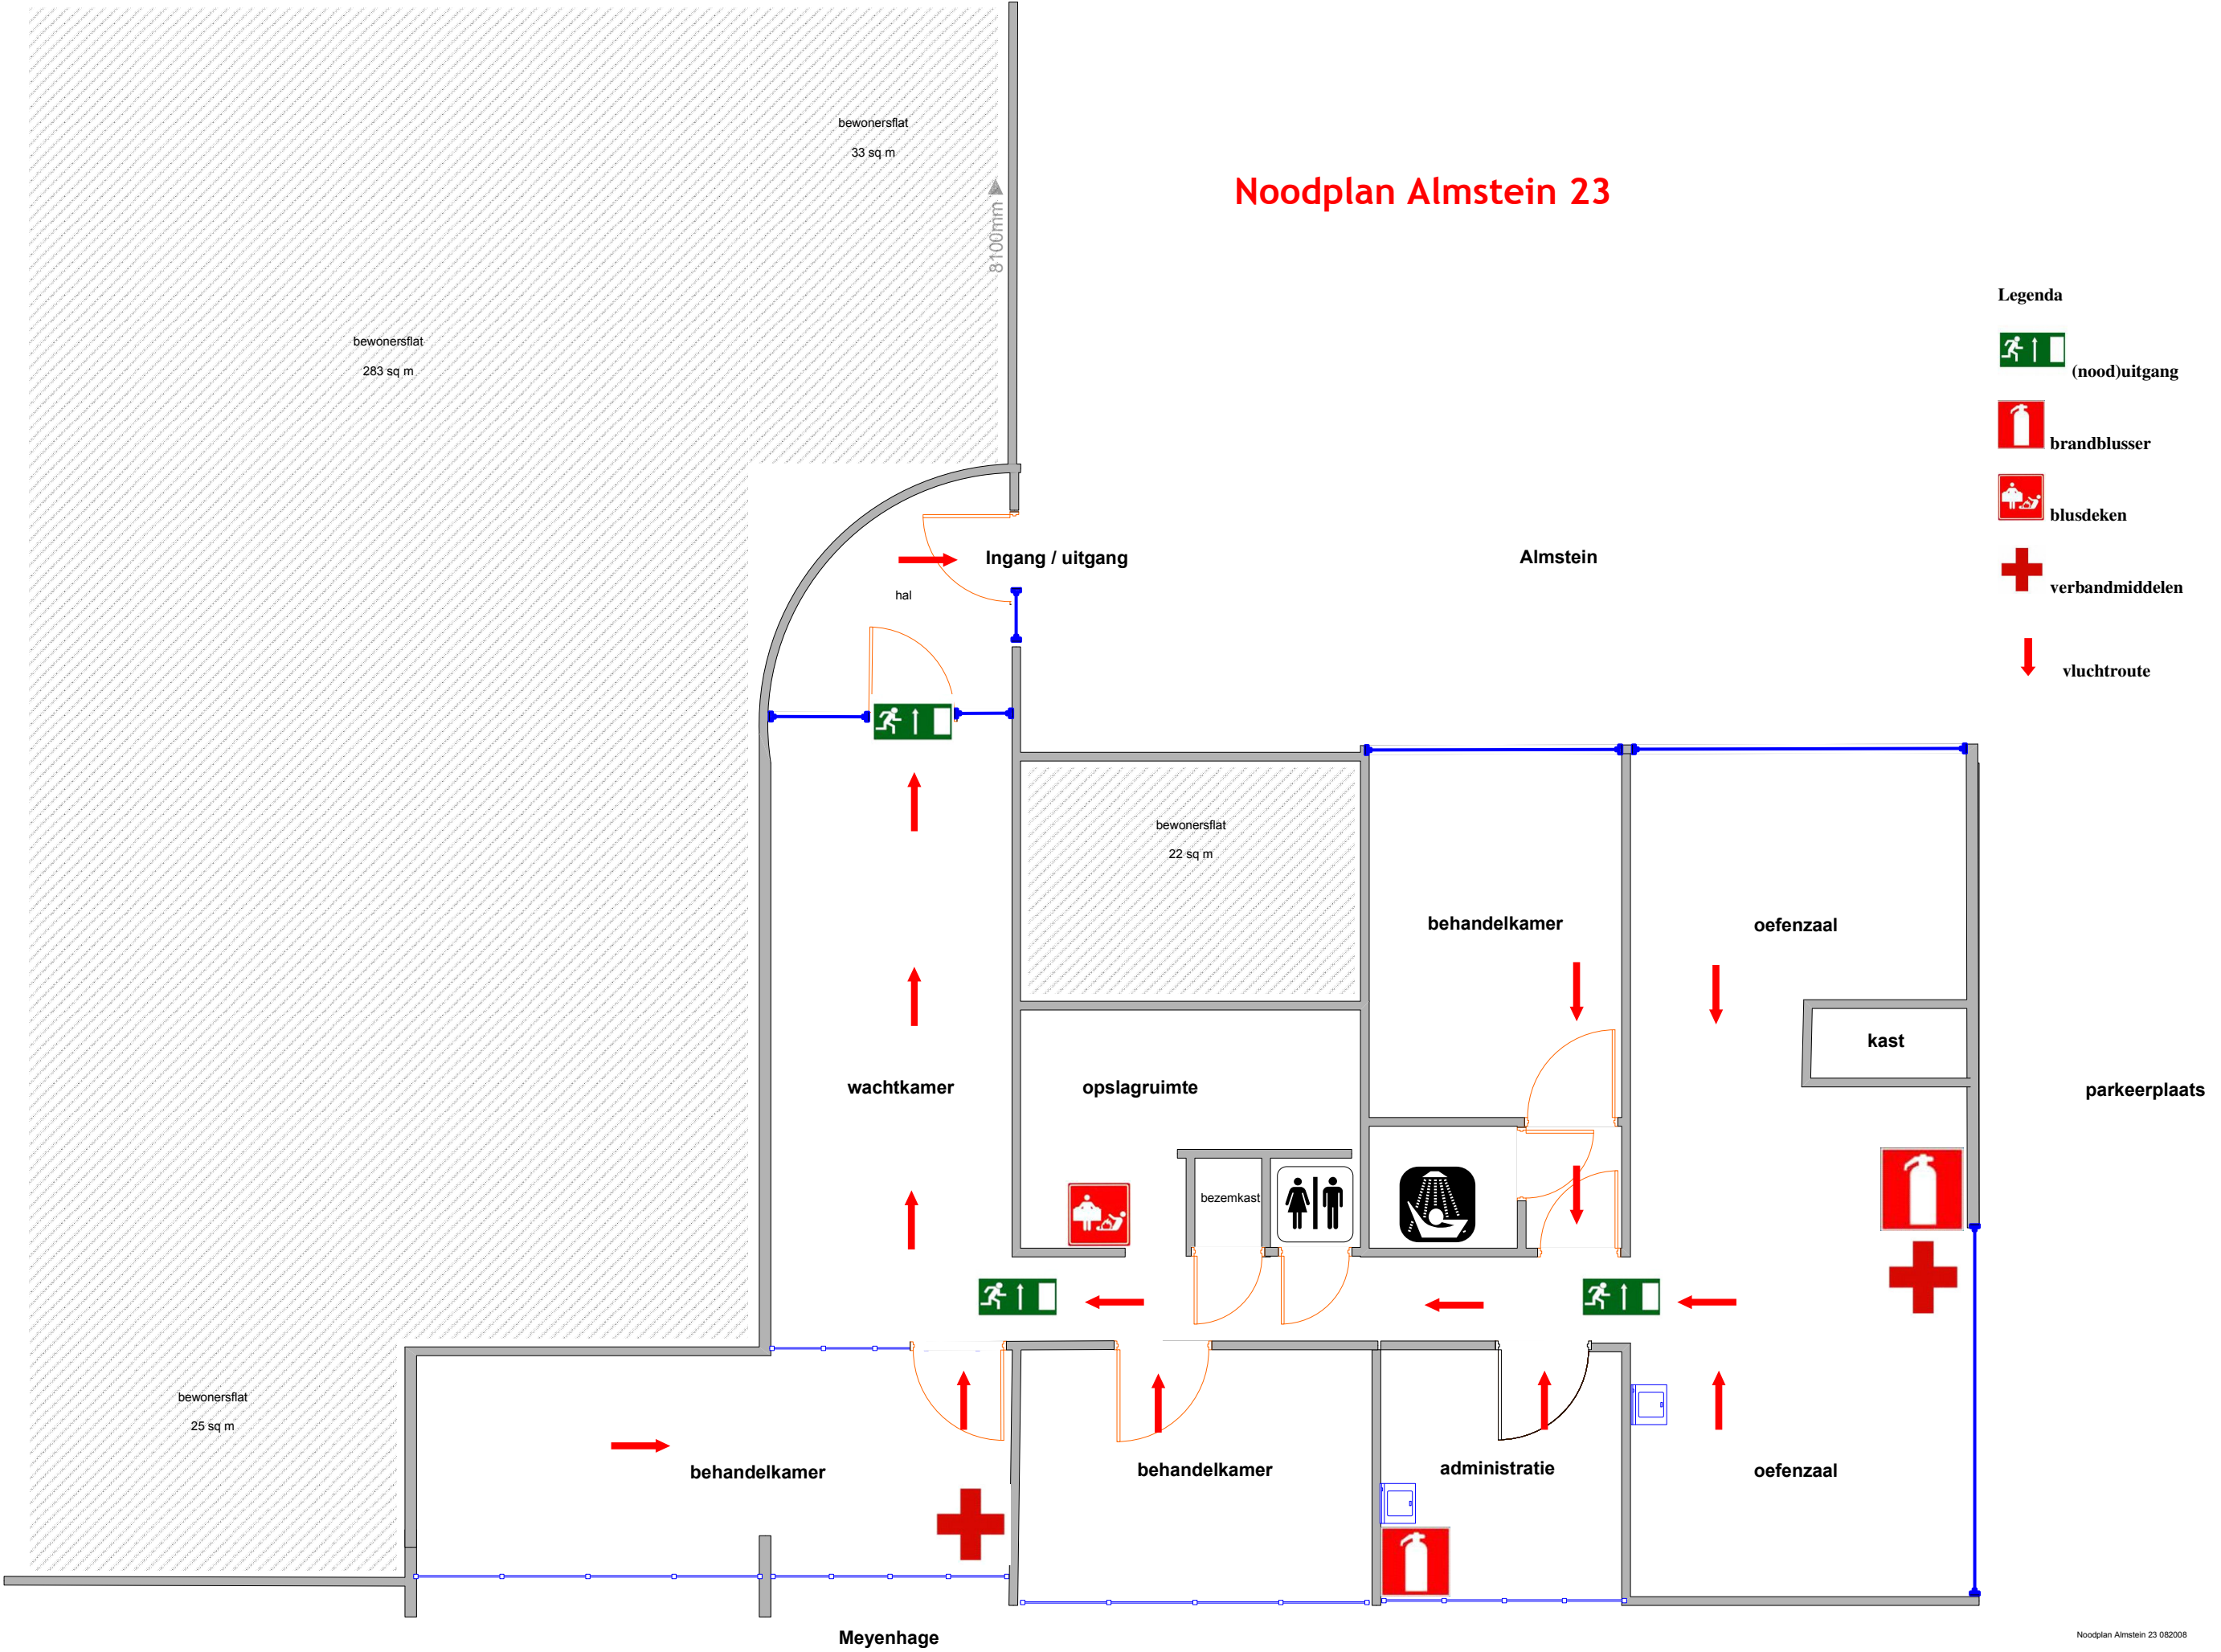 bewonersflat
33 sq m
Noodplan Almstein 23
8100mm
Legenda
bewonersflat
283 sq m
(nood)uitgang
brandblusser
blusdeken
Ingang / uitgang
Almstein
hal
verbandmiddelen
vluchtroute
bewonersflat
22 sq m
behandelkamer
oefenzaal
kast
wachtkamer
opslagruimte
parkeerplaats
bezemkast
bewonersflat
25 sq m
behandelkamer
behandelkamer
administratie
oefenzaal
Meyenhage
Noodplan Almstein 23 082008